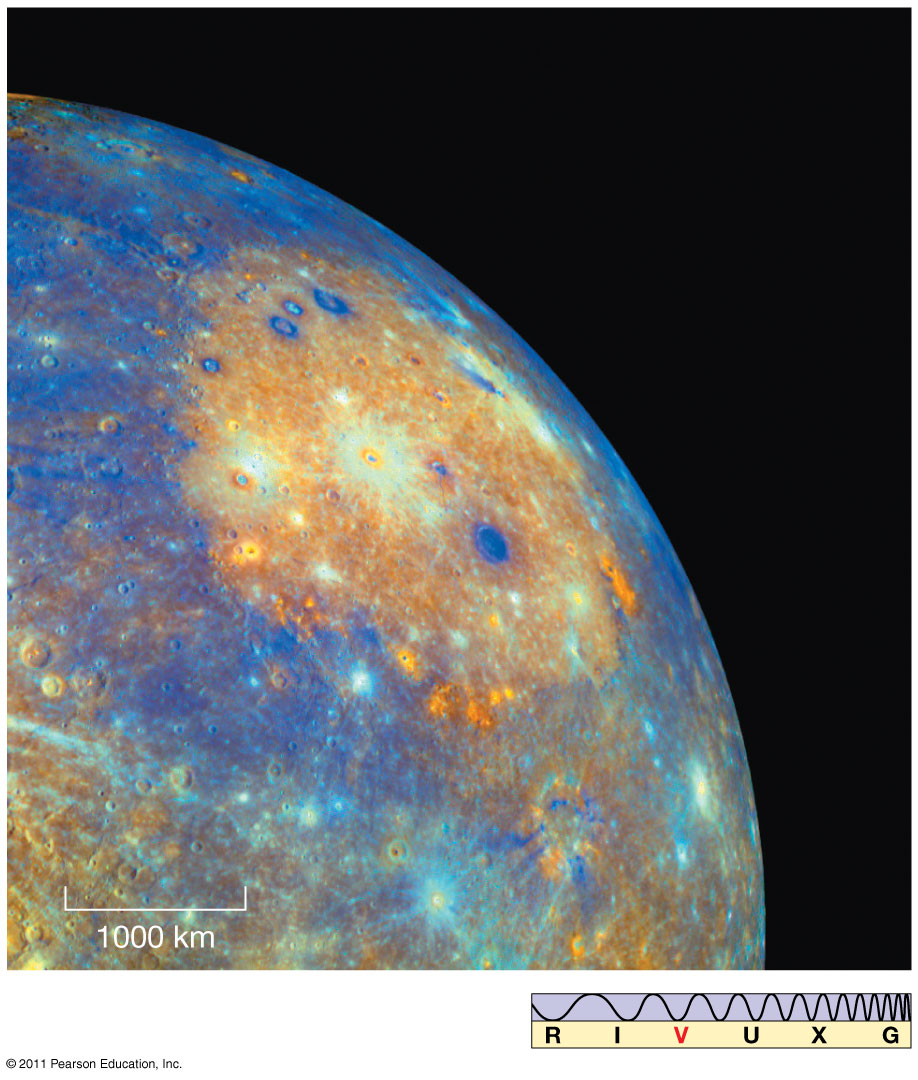 1000 km
R I V U X G
© 2011 Pearson Education, Inc.